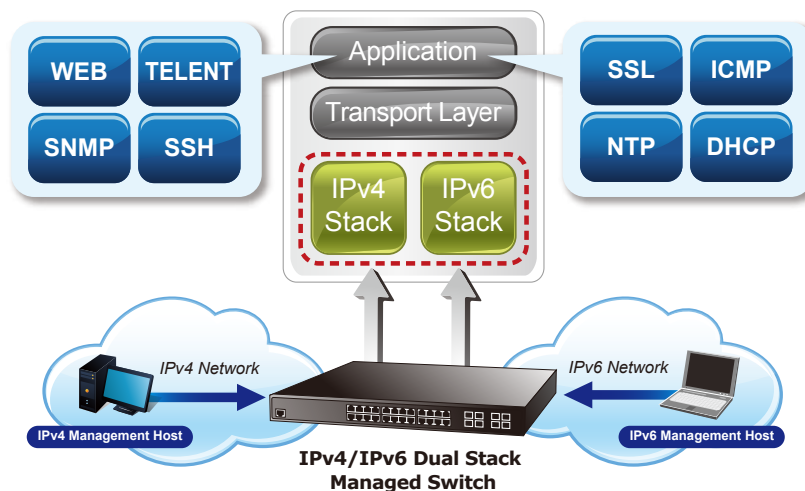 WEB
TELENT
SNMP
SSH
Application
Transport Layer
IPv4
Stack
IPv6
Stack
SSL
ICMP
NTP
DHCP
IPv4 Network
IPv4 Management Host
IPv6 Network
IPv6 Management Host
IPv4/IPv6 Dual Stack
Managed Switch